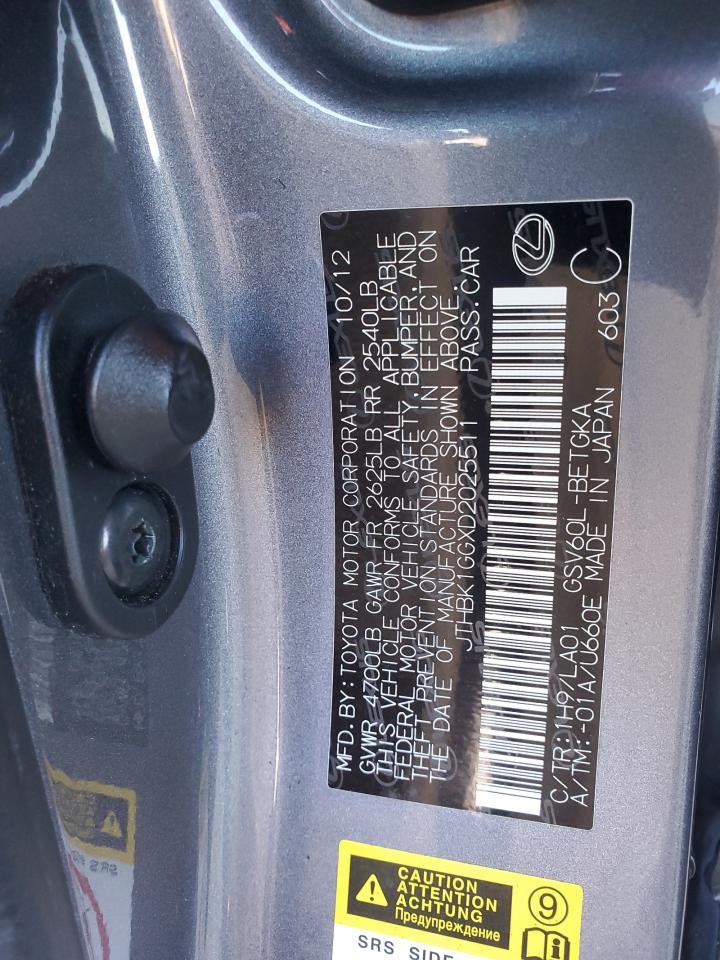 MFD. BY: TOYOTA MOTOR CORPORATION 10/12
GVWR 4700LB GAWR FR 2625LB RR 2540LB
THIS VEHICLE CONFORMS TO ALL APPLICABLE
FEDERAL MOTOR VEHICLE SAFETY, BUMPER, AND
THEFT PREVENTION STANDARDS IN EFFECT ON
THE DATE OF MANUFACTURE SHOWN ABOVE.
JTHBK1GGXD2025511 PASS. CAR
C/TR: 1H9/LA01 GSV60L-BETGKA
A/TM: -01A/U660E MADE IN JAPAN 603 C
CAUTION
ATTENTION
ACHTUNG
Предупреждение
9
SRS SIDE